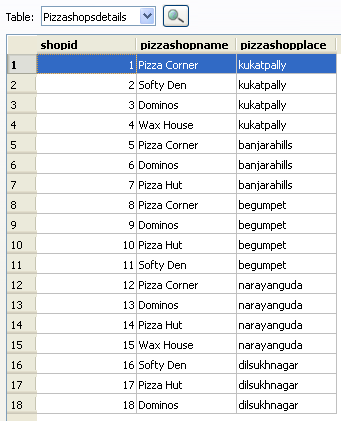 Table: Pizzashopsdetails
shopid pizzashopname pizzashopplace
1 1 Pizza Corner kukatpally
2 2 Softy Den kukatpally
3 3 Dominos kukatpally
4 4 Wax House kukatpally
5 5 Pizza Corner banjarahills
6 6 Dominos banjarahills
7 7 Pizza Hut banjarahills
8 8 Pizza Corner begumpet
9 9 Dominos begumpet
10 10 Pizza Hut begumpet
11 11 Softy Den begumpet
12 12 Pizza Corner narayanguda
13 13 Dominos narayanguda
14 14 Pizza Hut narayanguda
15 15 Wax House narayanguda
16 16 Softy Den dilsukhnagar
17 17 Pizza Hut dilsukhnagar
18 18 Dominos dilsukhnagar